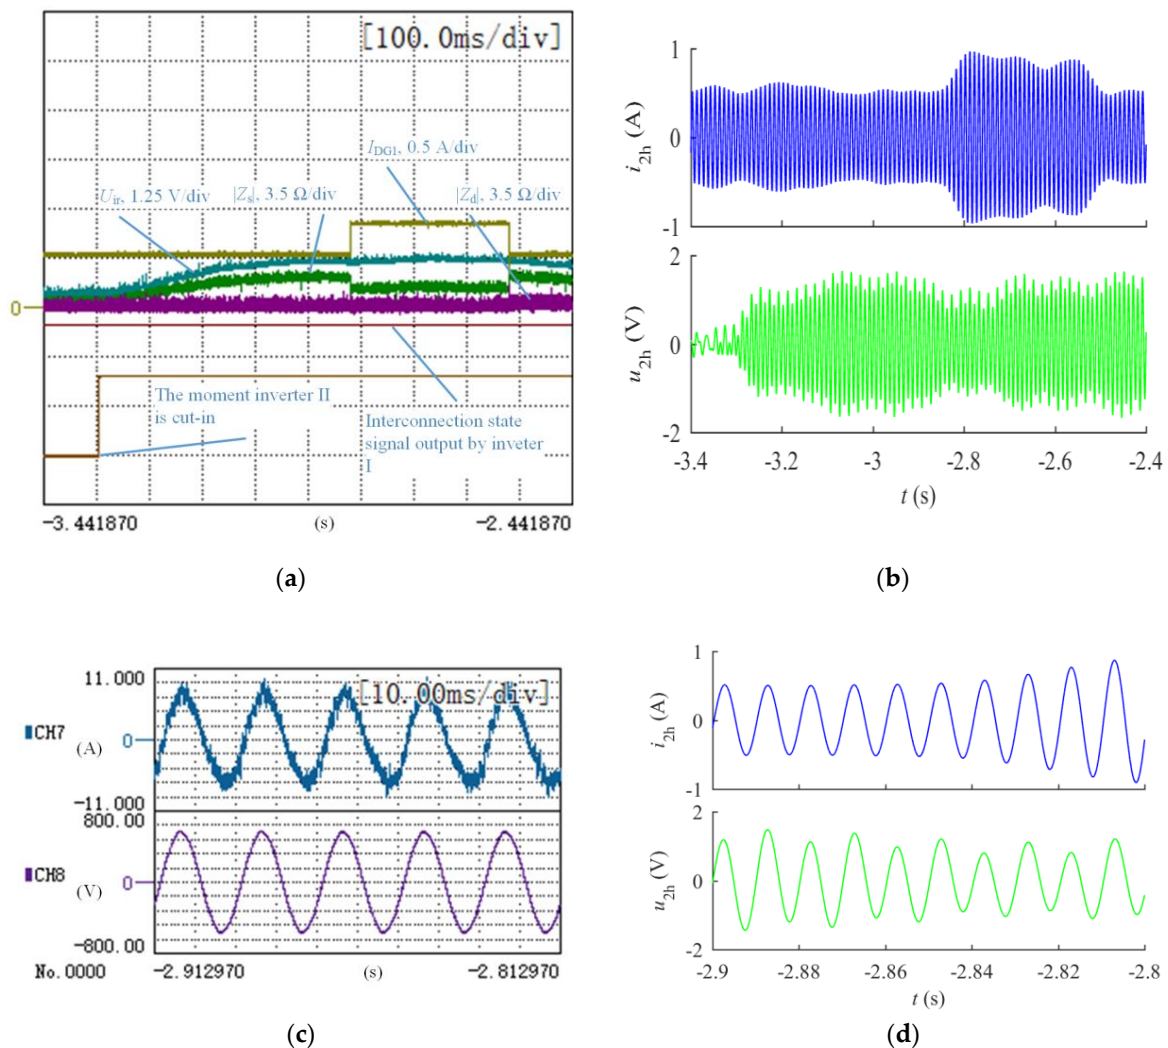 [100.0ms/div]
I_DG1, 0.5 A/div
U_ir, 1.25 V/div
|Z_s|, 3.5 Ω/div
|Z_d|, 3.5 Ω/div
0
The moment inverter II
is cut-in
Interconnection state
signal output by inveter
I
-3.441870
(s)
-2.441870
(a)
1
0
-1
i_2h (A)
2
0
-2
u_2h (V)
-3.4
-3.2
-3
-2.8
-2.6
-2.4
t (s)
(b)
11.000
[10.00ms/div]
CH7
(A)
0
-11.000
800.00
CH8
(V)
0
-800.00
No.0000
-2.912970
(s)
-2.812970
(c)
1
0
-1
i_2h (A)
2
0
-2
u_2h (V)
-2.9
-2.88
-2.86
-2.84
-2.82
-2.8
t (s)
(d)